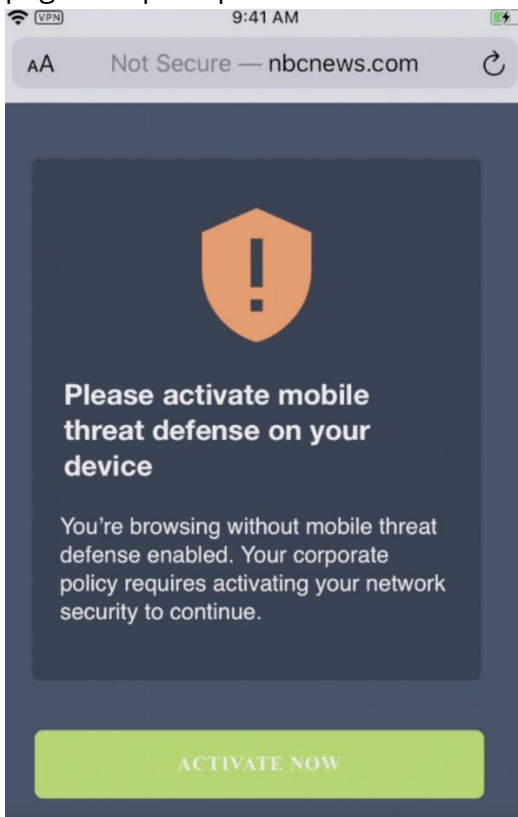 VPN 9:41 AM
AA Not Secure — nbcnews.com
Please activate mobile
threat defense on your
device
You're browsing without mobile threat
defense enabled. Your corporate
policy requires activating your network
security to continue.
ACTIVATE NOW